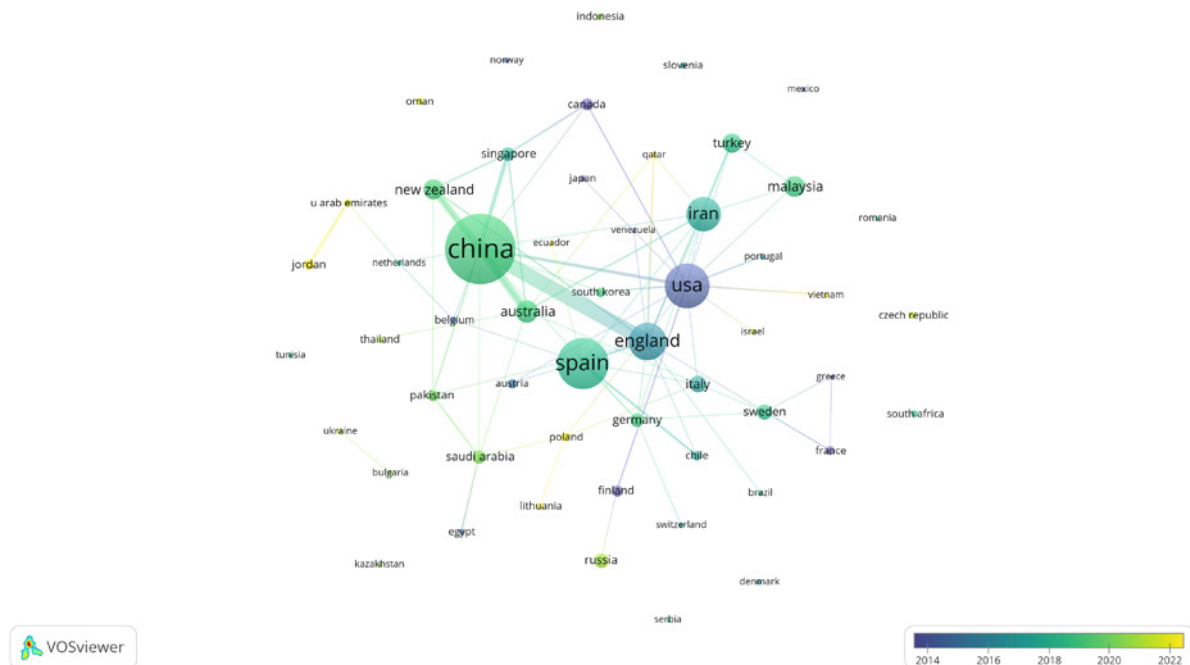 indonesia
norway
slovenia
mexico
oman
canada
singapore
turkey
qatar
japan
malaysia
new zealand
u arab emirates
iran
romania
venezuela
china
ecuador
netherlands
portugal
jordan
usa
south korea
vietnam
australia
belgium
czech republic
israel
thailand
england
tunisia
spain
greece
austria
italy
pakistan
sweden
south africa
germany
ukraine
poland
france
saudi arabia
chile
bulgaria
finland
brazil
lithuania
switzerland
egypt
russia
kazakhstan
denmark
serbia
VOSviewer
2014 2016 2018 2020 2022